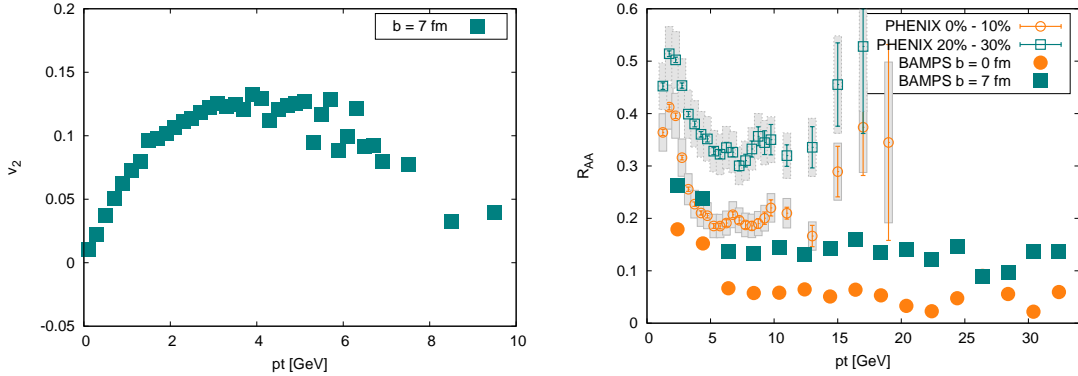 b = 7 fm
0.2
0.15
0.1
0.05
0
-0.05
v2
0 2 4 6 8 10
pt [GeV]
PHENIX 0% - 10%
PHENIX 20% - 30%
BAMPS b = 0 fm
BAMPS b = 7 fm
0.6
0.5
0.4
0.3
0.2
0.1
0
RAA
0 5 10 15 20 25 30
pt [GeV]